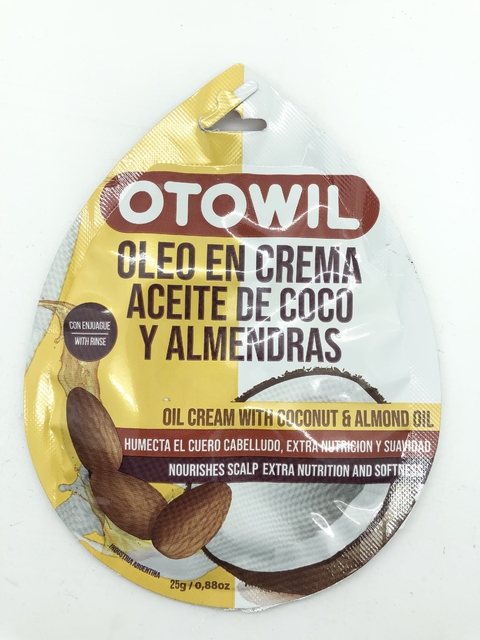 OTOWIL
OLEO EN CREMA
ACEITE DE COCO
Y ALMENDRAS
CON ENJUAGUE
WITH RINSE
OIL CREAM WITH COCONUT & ALMOND OIL
HUMECTA EL CUERO CABELLUDO, EXTRA NUTRICION Y SUAVIDAD
NOURISHES SCALP EXTRA NUTRITION AND SOFTNESS
INDUSTRIA ARGENTINA
25g / 0,88oz